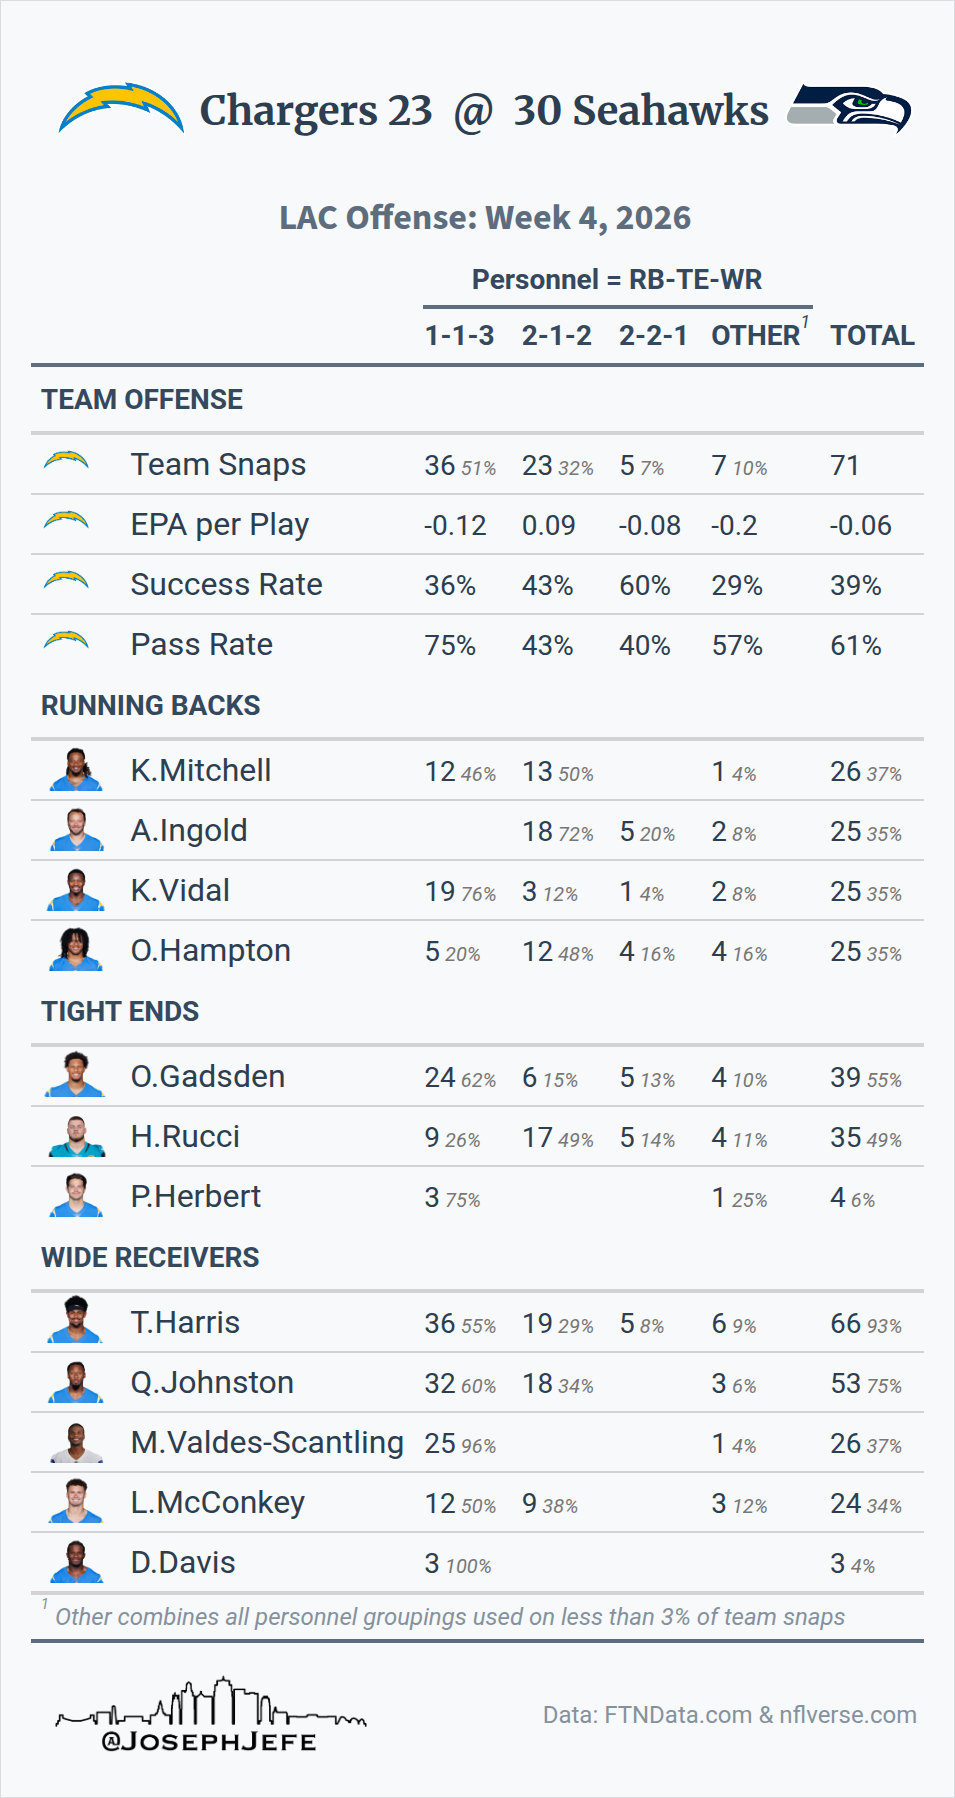 Chargers 23 @ 30 Seahawks
LAC Offense: Week 4, 2026
Personnel = RB-TE-WR
1-1-3 2-1-2 2-2-1 OTHER1 TOTAL
TEAM OFFENSE
Team Snaps 36 51% 23 32% 5 7% 7 10% 71
EPA per Play -0.12 0.09 -0.08 -0.2 -0.06
Success Rate 36% 43% 60% 29% 39%
Pass Rate 75% 43% 40% 57% 61%
RUNNING BACKS
K.Mitchell 12 46% 13 50% 1 4% 26 37%
A.Ingold 18 72% 5 20% 2 8% 25 35%
K.Vidal 19 76% 3 12% 1 4% 2 8% 25 35%
O.Hampton 5 20% 12 48% 4 16% 4 16% 25 35%
TIGHT ENDS
O.Gadsden 24 62% 6 15% 5 13% 4 10% 39 55%
H.Rucci 9 26% 17 49% 5 14% 4 11% 35 49%
P.Herbert 3 75% 1 25% 4 6%
WIDE RECEIVERS
T.Harris 36 55% 19 29% 5 8% 6 9% 66 93%
Q.Johnston 32 60% 18 34% 3 6% 53 75%
M.Valdes-Scantling 25 96% 1 4% 26 37%
L.McConkey 12 50% 9 38% 3 12% 24 34%
D.Davis 3 100% 3 4%
1 Other combines all personnel groupings used on less than 3% of team snaps
@JOSEPHJEFE
Data: FTNData.com & nflverse.com